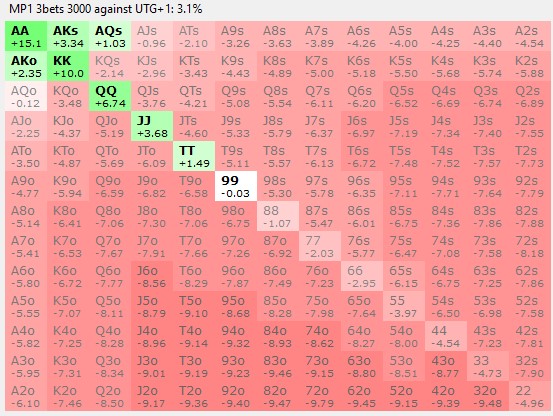 MP1 3bets 3000 against UTG+1: 3.1%
AA AKs AQs AJs ATs A9s A8s A7s A6s A5s A4s A3s A2s
+15.1 +3.34 +1.03 -0.96 -2.10 -3.26 -3.63 -3.89 -4.26 -4.00 -4.25 -4.40 -4.54
AKo KK KQs KJs KTs K9s K8s K7s K6s K5s K4s K3s K2s
+2.35 +10.0 -2.14 -2.96 -3.43 -4.43 -4.89 -5.00 -5.18 -5.50 -5.68 -5.74 -5.88
AQo KQo QQ QJs QTs Q9s Q8s Q7s Q6s Q5s Q4s Q3s Q2s
-0.12 -3.48 +6.74 -3.76 -4.21 -5.08 -5.54 -6.11 -6.20 -6.52 -6.69 -6.74 -6.89
AJo KJo QJo JJ JTs J9s J8s J7s J6s J5s J4s J3s J2s
-2.25 -4.37 -5.19 +3.68 -4.60 -5.33 -5.79 -6.37 -6.97 -7.19 -7.34 -7.40 -7.55
ATo KTo QTo JTo TT T9s T8s T7s T6s T5s T4s T3s T2s
-3.50 -4.87 -5.69 -6.09 +1.49 -5.11 -5.57 -6.13 -6.72 -7.48 -7.52 -7.57 -7.73
A9o K9o Q9o J9o T9o 99 98s 97s 96s 95s 94s 93s 92s
-4.77 -5.94 -6.59 -6.82 -6.58 -0.03 -5.30 -5.78 -6.35 -7.11 -7.71 -7.64 -7.79
A8o K8o Q8o J8o T8o 98o 88 87s 86s 85s 84s 83s 82s
-5.14 -6.41 -7.06 -7.30 -7.06 -6.75 -1.07 -5.47 -6.01 -6.75 -7.36 -7.86 -7.88
A7o K7o Q7o J7o T7o 97o 87o 77 76s 75s 74s 73s 72s
-5.41 -6.53 -7.67 -7.91 -7.66 -7.26 -6.92 -2.03 -5.77 -6.47 -7.08 -7.58 -8.18
A6o K6o Q6o J6o T6o 96o 86o 76o 66 65s 64s 63s 62s
-5.80 -6.72 -7.77 -8.56 -8.29 -7.87 -7.49 -7.23 -2.95 -6.15 -6.75 -7.25 -7.86
A5o K5o Q5o J5o T5o 95o 85o 75o 65o 55 54s 53s 52s
-5.55 -7.07 -8.11 -8.79 -9.10 -8.68 -8.28 -7.98 -7.64 -3.97 -6.50 -6.98 -7.58
A4o K4o Q4o J4o T4o 94o 84o 74o 64o 54o 44 43s 42s
-5.82 -7.25 -8.28 -8.96 -9.14 -9.32 -8.93 -8.62 -8.27 -8.00 -4.54 -7.23 -7.81
A3o K3o Q3o J3o T3o 93o 83o 73o 63o 53o 43o 33 32s
-5.95 -7.31 -8.34 -9.01 -9.19 -9.23 -9.46 -9.15 -8.80 -8.51 -8.77 -4.73 -7.90
A2o K2o Q2o J2o T2o 92o 82o 72o 62o 52o 42o 32o 22
-6.10 -7.46 -8.50 -9.17 -9.36 -9.40 -9.47 -9.79 -9.45 -9.15 -9.39 -9.48 -4.96